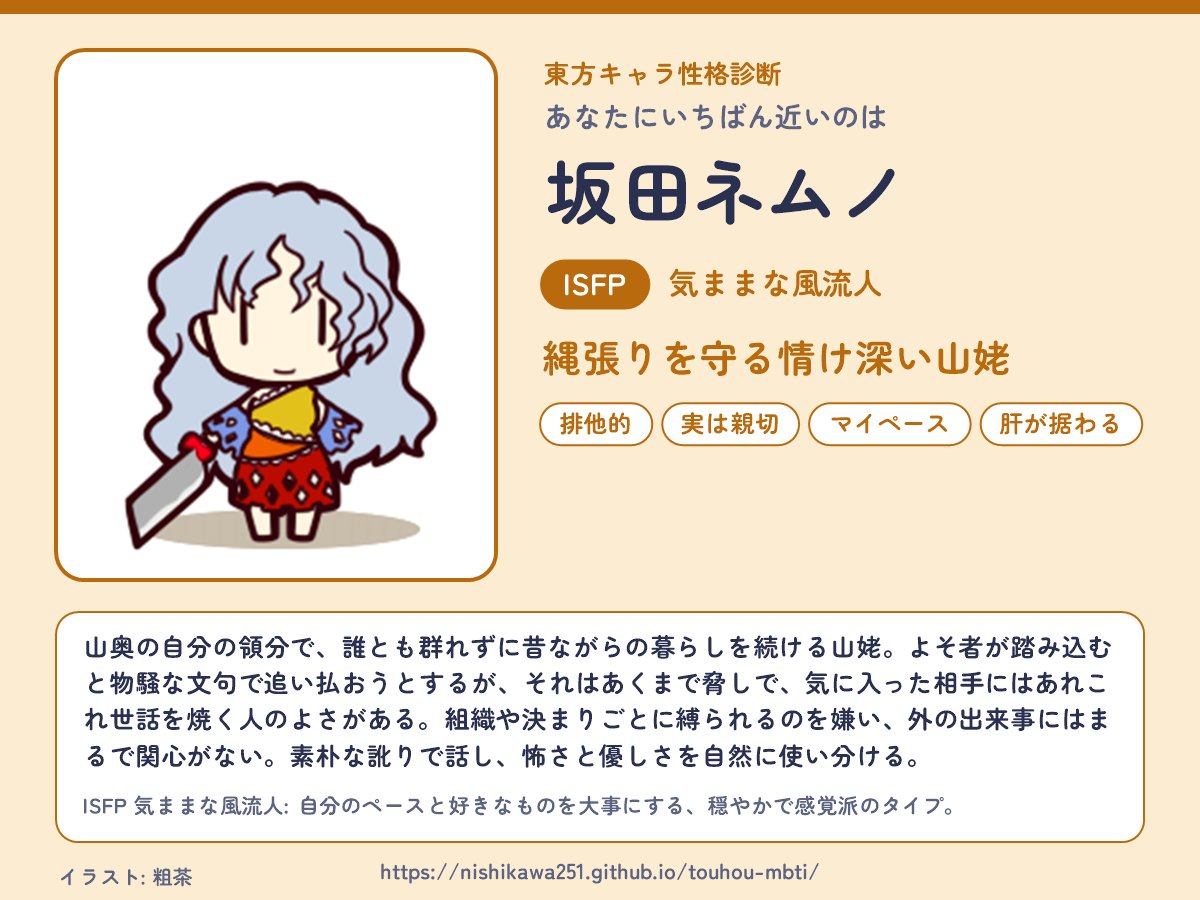 東方キャラ性格診断
あなたにいちばん近いのは
坂田ネムノ
ISFP 気ままな風流人
縄張りを守る情け深い山姥
排他的 実は親切 マイペース 肝が据わる
山奥の自分の領分で、誰とも群れずに昔ながらの暮らしを続ける山姥。よそ者が踏み込む
と物騒な文句で追い払おうとするが、それはあくまで脅しで、気に入った相手にはあれこ
れ世話を焼く人のよさがある。組織や決まりごとに縛られるのを嫌い、外の出来事にはま
るで関心がない。素朴な訛りで話し、怖さと優しさを自然に使い分ける。
ISFP 気ままな風流人: 自分のペースと好きなものを大事にする、穏やかで感覚派のタイプ。
イラスト: 粗茶
https://nishikawa251.github.io/touhou-mbti/